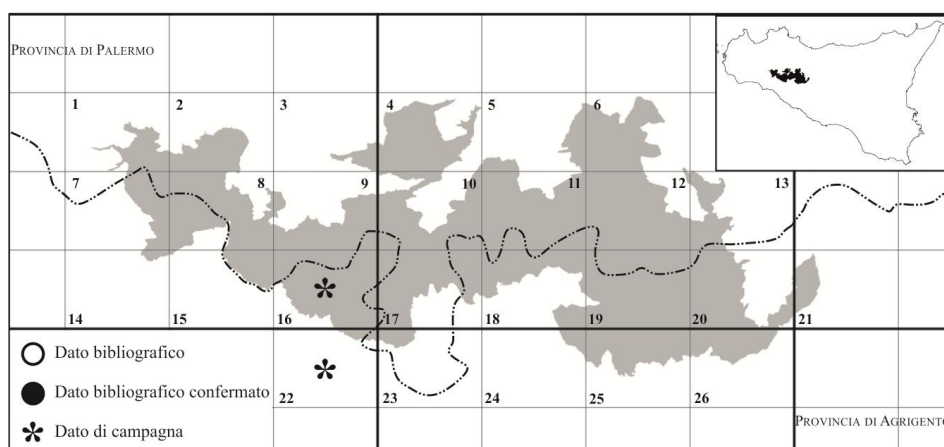 PROVINCIA DI PALERMO
1 2 3 4 5 6
7 8 9 10 11 12 13
14 15 16 17 18 19 20 21
Dato bibliografico
Dato bibliografico confermato
22 23 24 25 26
Dato di campagna
PROVINCIA DI AGRIGENTO